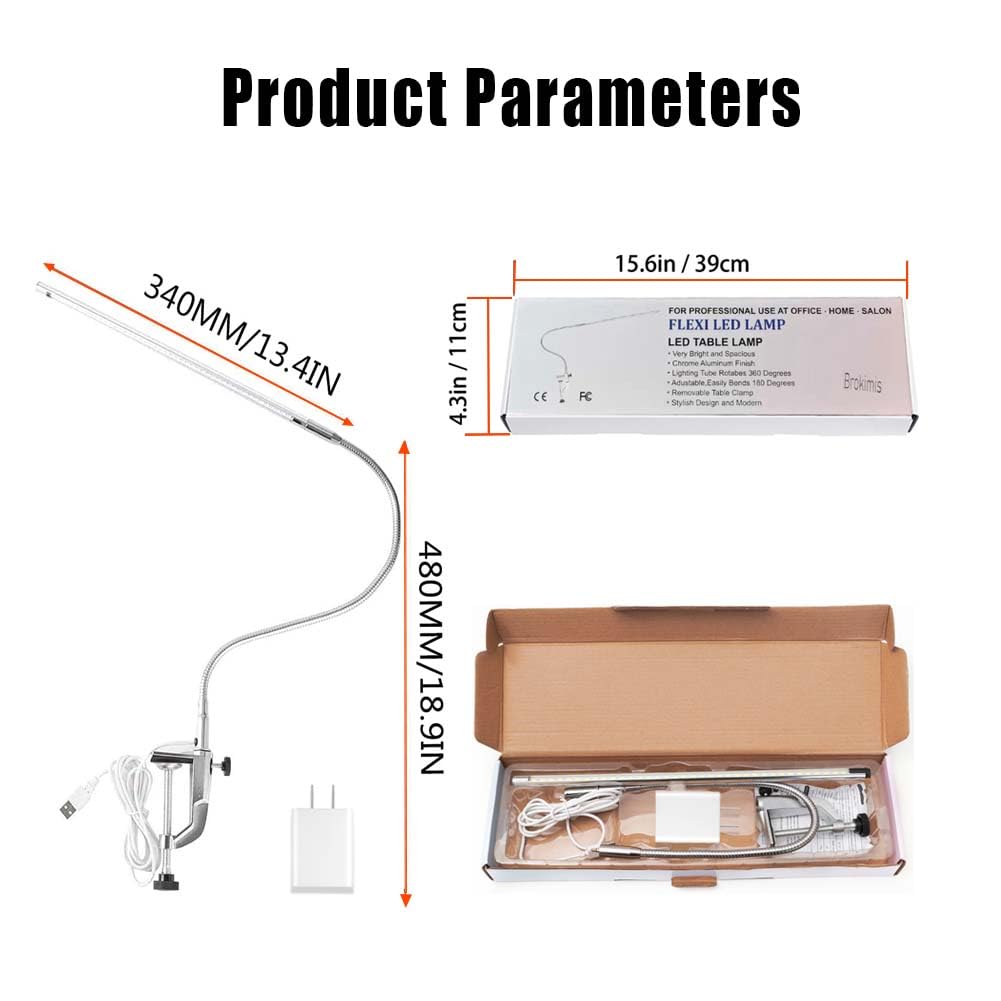 Product Parameters
340MM/13.4IN
480MM/18.9IN
15.6in / 39cm
4.3in / 11cm
FOR PROFESSIONAL USE AT OFFICE · HOME · SALON
FLEXI LED LAMP
LED TABLE LAMP
• Very Bright and Spacious
• Chrome Aluminum Finish
• Lighting Tube Rotabes 360 Degrees
• Adustable,Easily Bends 180 Degrees
• Removable Table Clamp
• Stylish Design and Modern
Brokimis
CE FC